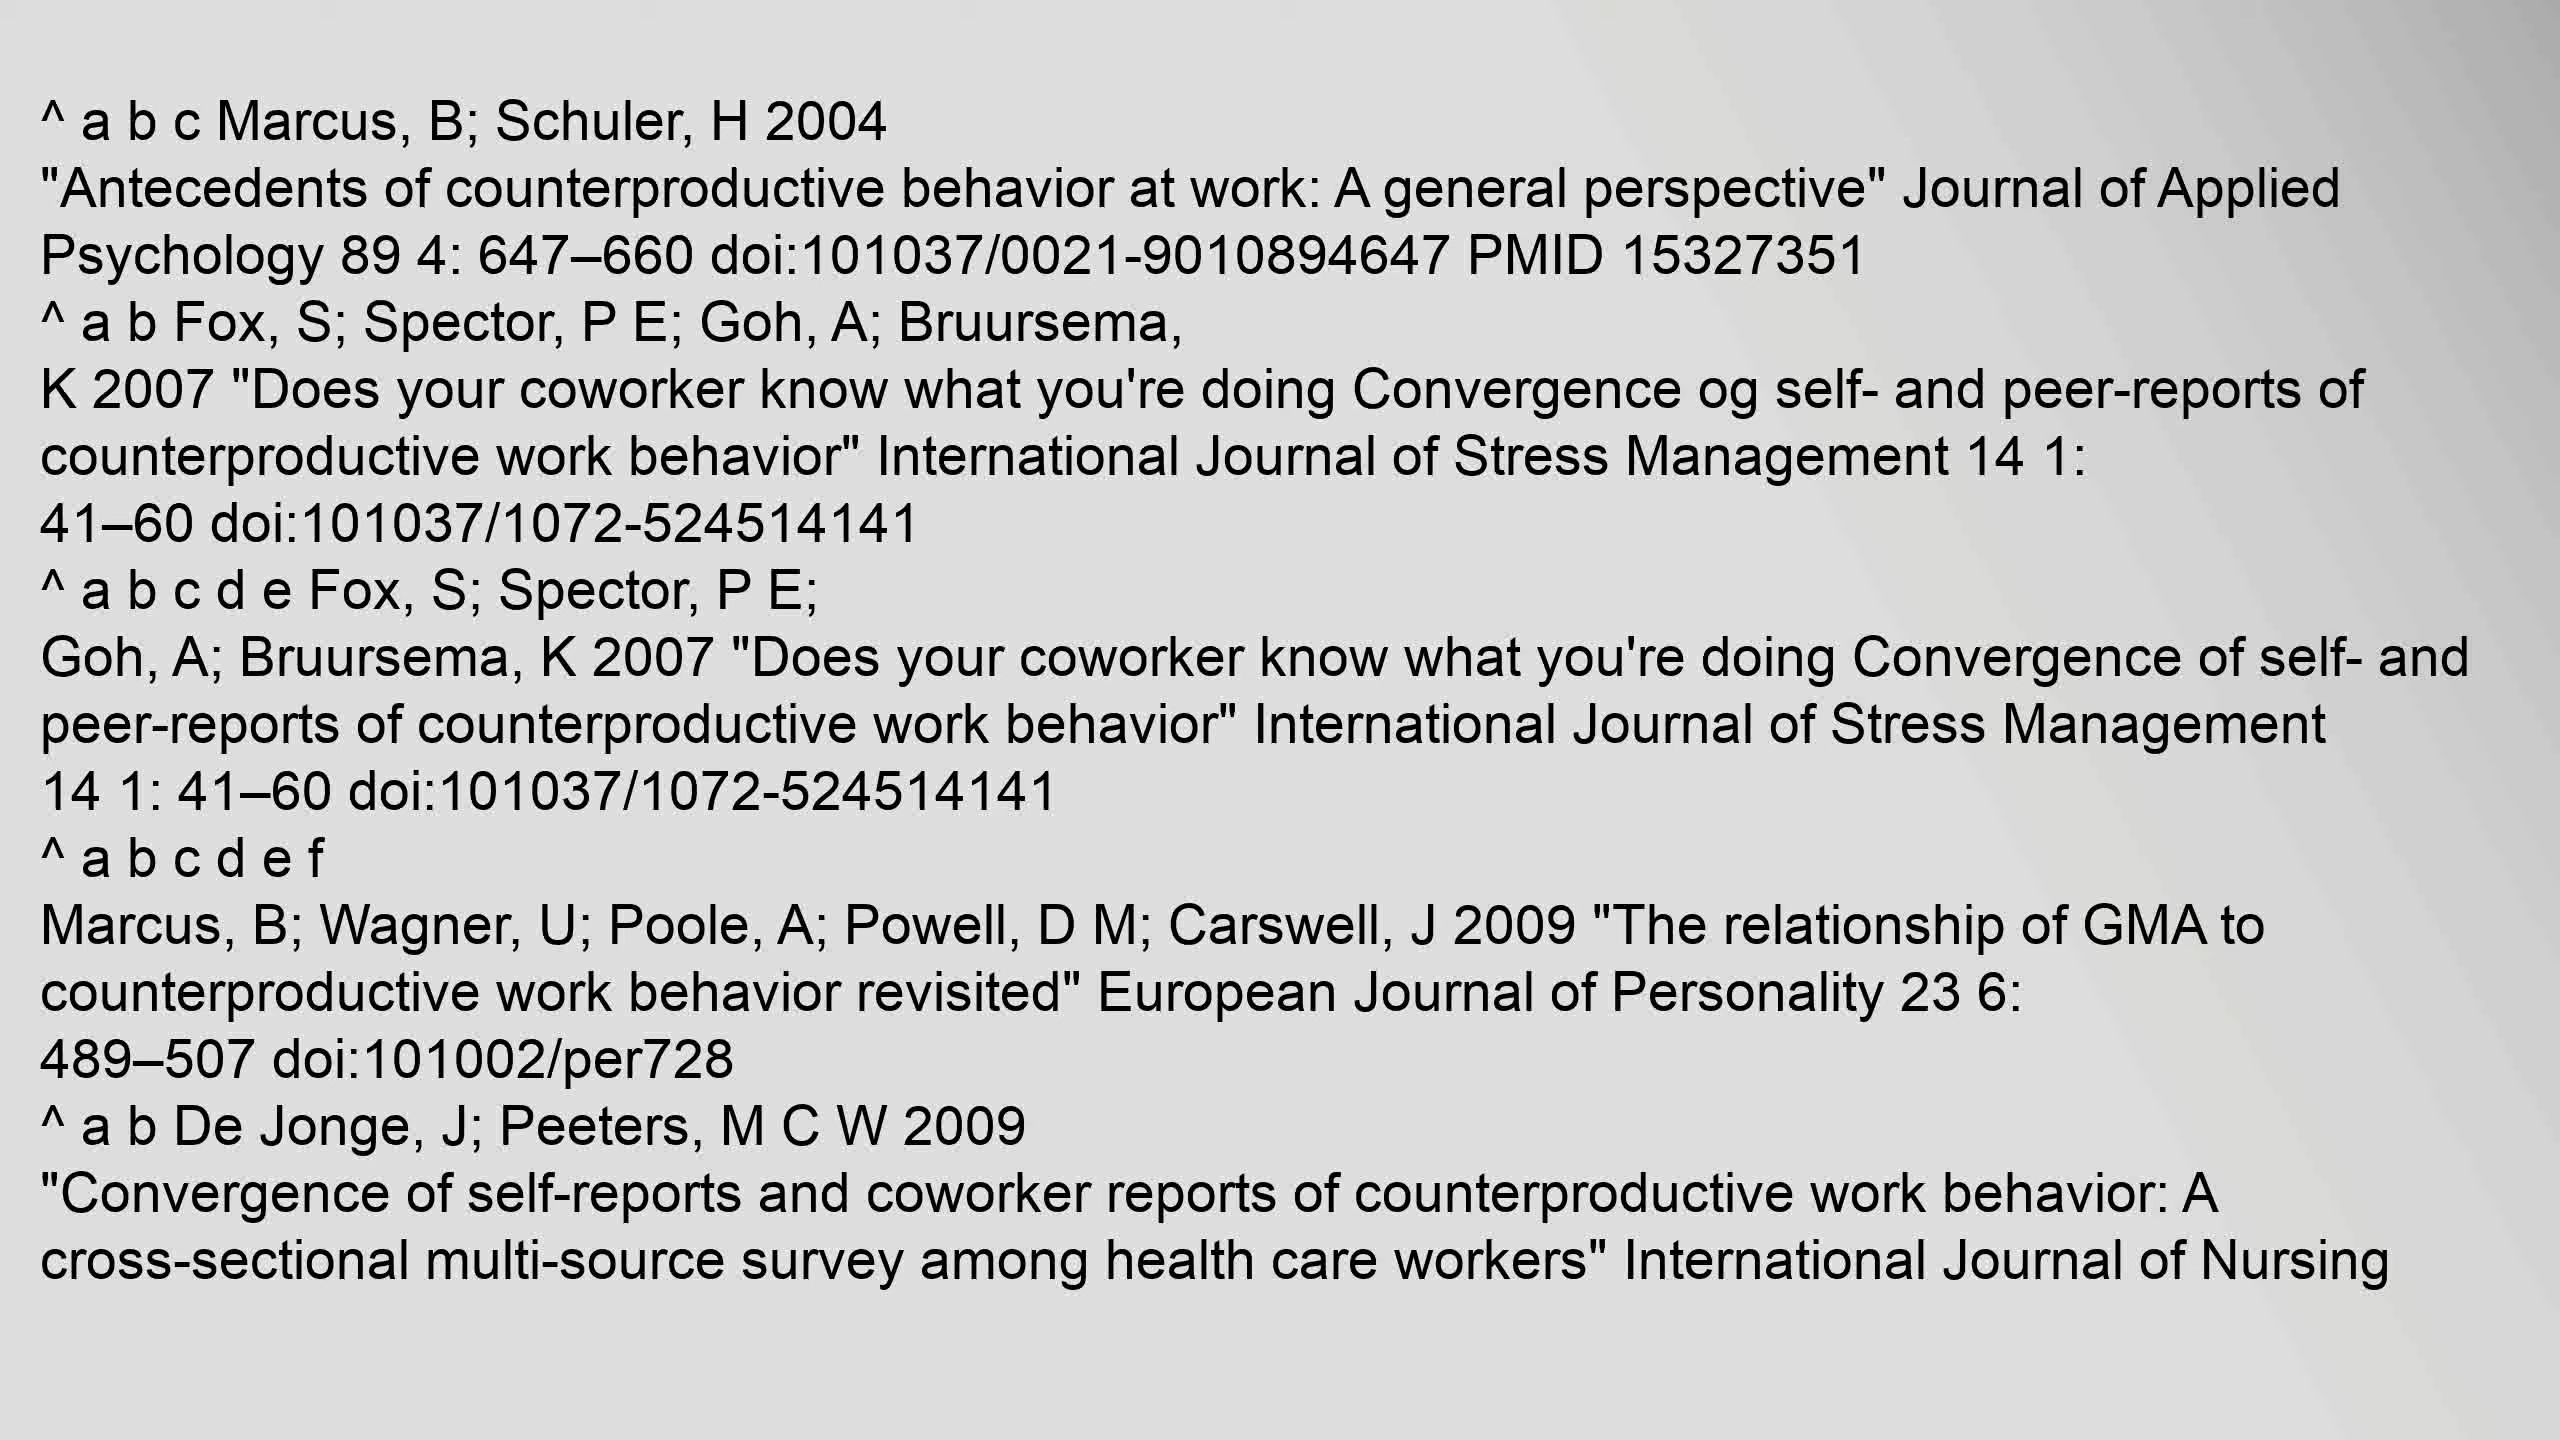 ^ a b c Marcus, B; Schuler, H 2004
"Antecedents of counterproductive behavior at work: A general perspective" Journal of Applied
Psychology 89 4: 647–660 doi:101037/0021-9010894647 PMID 15327351
^ a b Fox, S; Spector, P E; Goh, A; Bruursema,
K 2007 "Does your coworker know what you're doing Convergence og self- and peer-reports of
counterproductive work behavior" International Journal of Stress Management 14 1:
41–60 doi:101037/1072-524514141
^ a b c d e Fox, S; Spector, P E;
Goh, A; Bruursema, K 2007 "Does your coworker know what you're doing Convergence of self- and
peer-reports of counterproductive work behavior" International Journal of Stress Management
14 1: 41–60 doi:101037/1072-524514141
^ a b c d e f
Marcus, B; Wagner, U; Poole, A; Powell, D M; Carswell, J 2009 "The relationship of GMA to
counterproductive work behavior revisited" European Journal of Personality 23 6:
489–507 doi:101002/per728
^ a b De Jonge, J; Peeters, M C W 2009
"Convergence of self-reports and coworker reports of counterproductive work behavior: A
cross-sectional multi-source survey among health care workers" International Journal of Nursing